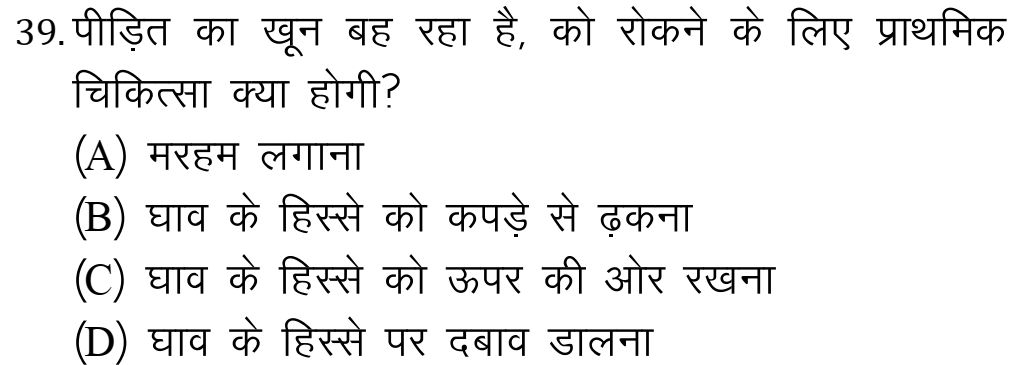 39. पीड़ित का खून बह रहा है, को रोकने के लिए प्राथमिक
चिकित्सा क्या होगी?
(A) मरहम लगाना
(B) घाव के हिस्से को कपड़े से ढ़कना
(C) घाव के हिस्से को ऊपर की ओर रखना
(D) घाव के हिस्से पर दबाव डालना